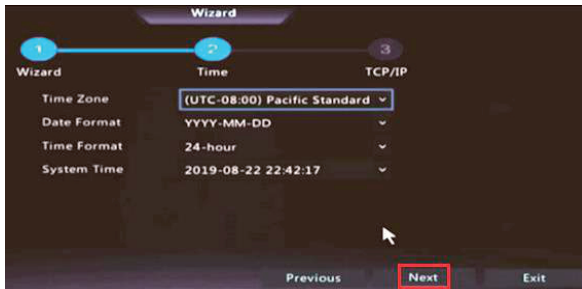 Wizard
1 2 3
Wizard Time TCP/IP
Time Zone (UTC-08:00) Pacific Standard
Date Format YYYY-MM-DD
Time Format 24-hour
System Time 2019-08-22 22:42:17
Previous Next Exit